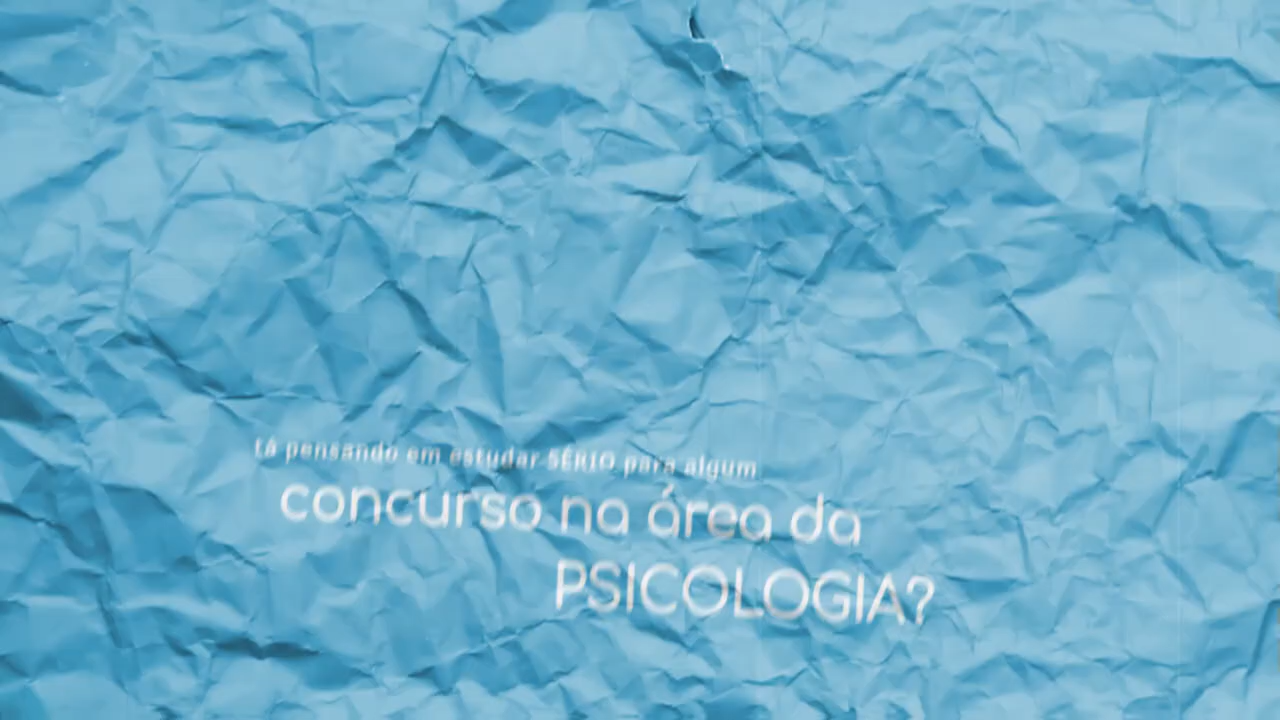 tá pensando em estudar SÉRIO para algum
concurso na área da
PSICOLOGIA?